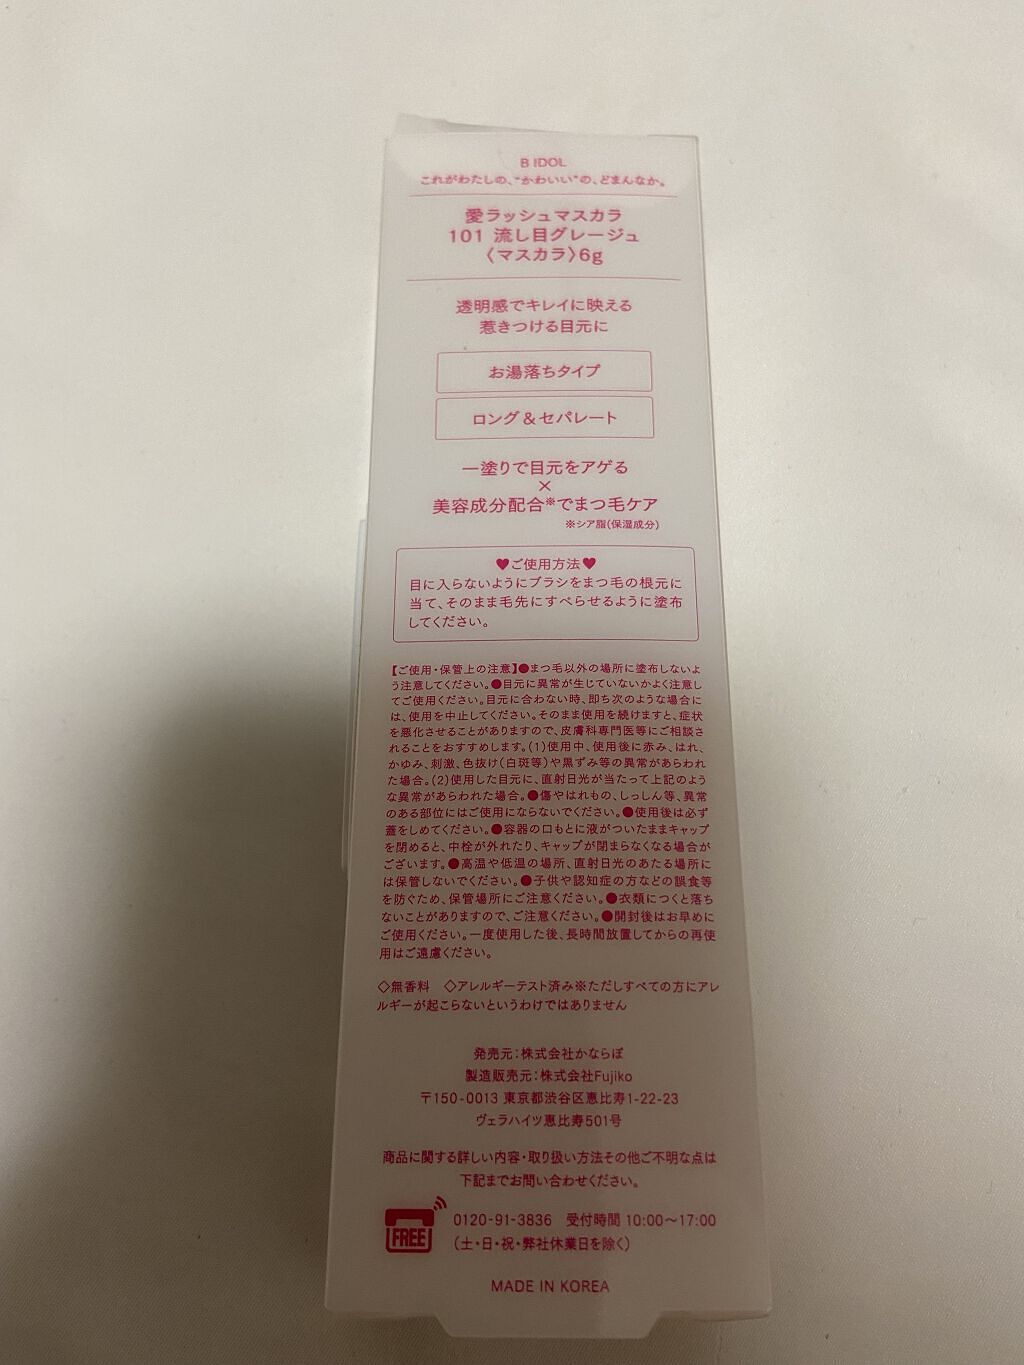 B IDOL
これがわたしの、"かわいい"の、どまんなか。
愛ラッシュマスカラ
101 流し目グレージュ
〈マスカラ〉6g
透明感でキレイに映える
惹きつける目元に
お湯落ちタイプ
ロング&セパレート
一塗りで目元をアゲる
×
美容成分配合※でまつ毛ケア
※シア脂(保湿成分)
♥ご使用方法♥
目に入らないようにブラシをまつ毛の根元に
当て、そのまま毛先にすべらせるように塗布
してください。
【ご使用・保管上の注意】●まつ毛以外の場所に塗布しないよ
う注意してください。●目元に異常が生じていないかよく注意し
てご使用ください。目元に合わない時、即ち次のような場合に
は、使用を中止してください。そのまま使用を続けますと、症状
を悪化させることがありますので、皮膚科専門医等にご相談さ
れることをおすすめします。(1)使用中、使用後に赤み、はれ、
かゆみ、刺激、色抜け(白斑等)や黒ずみ等の異常があらわれ
た場合。(2)使用した目元に、直射日光が当たって上記のよう
な異常があらわれた場合。●傷やはれもの、しっしん等、異常
のある部位にはご使用にならないでください。●使用後は必ず
蓋をしめてください。●容器の口もとに液がついたままキャップ
を閉めると、中栓が外れたり、キャップが閉まらなくなる場合が
ございます。●高温や低温の場所、直射日光のあたる場所に
は保管しないでください。●子供や認知症の方などの誤食等
を防ぐため、保管場所にご注意ください。●衣類につくと落ち
ないことがありますので、ご注意ください。●開封後はお早めに
ご使用ください。一度使用した後、長時間放置してからの再使
用はご遠慮ください。
◇無香料　◇アレルギーテスト済み※ただしすべての方にアレ
ルギーが起こらないというわけではありません
発売元：株式会社かならぼ
製造販売元：株式会社Fujiko
〒150-0013 東京都渋谷区恵比寿1-22-23
ヴェラハイツ恵比寿501号
商品に関する詳しい内容・取り扱い方法その他ご不明な点は
下記までお問い合わせください。
FREE 0120-91-3836　受付時間 10:00〜17:00
(土・日・祝・弊社休業日を除く)
MADE IN KOREA